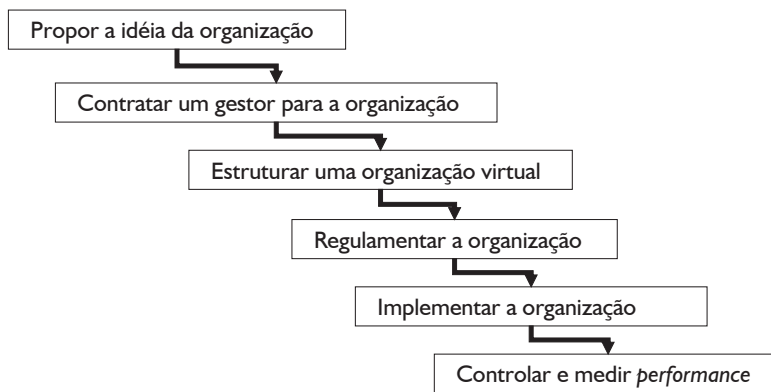 Propor a idéia da organização
Contratar um gestor para a organização
Estruturar uma organização virtual
Regulamentar a organização
Implementar a organização
Controlar e medir performance